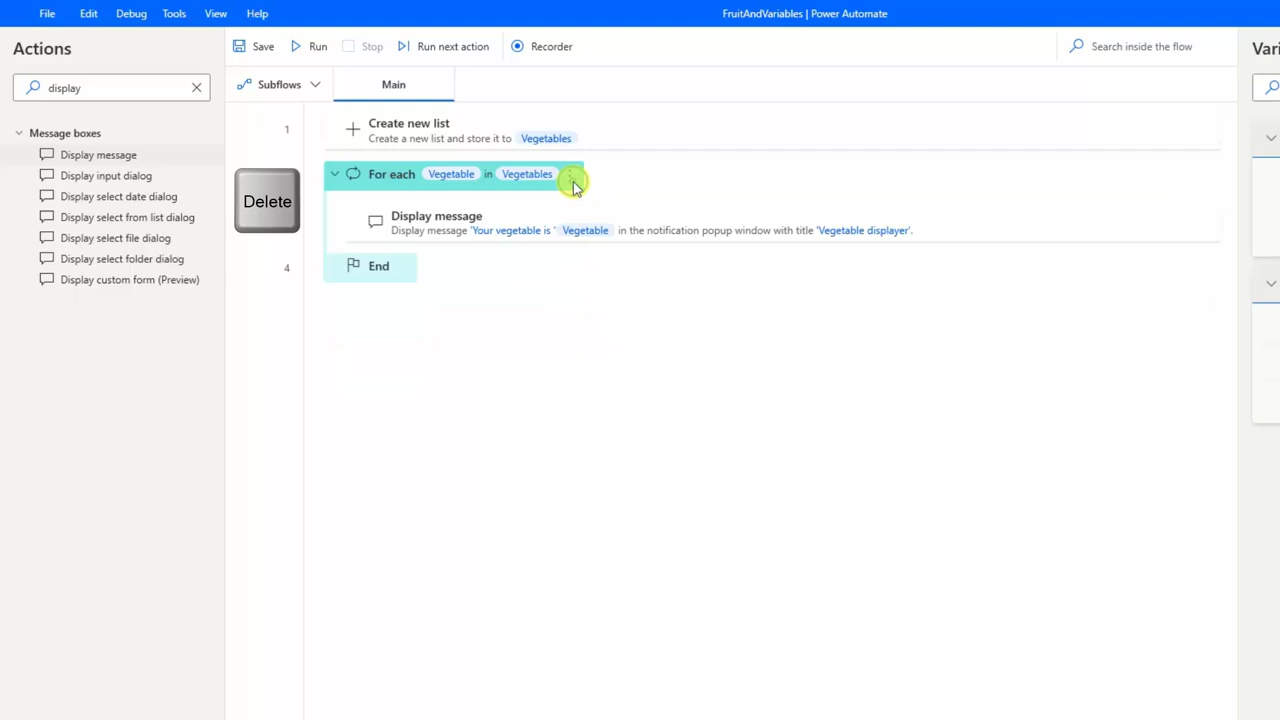 File Edit Debug Tools View Help FruitAndVariables | Power Automate
Actions
display
Message boxes
Display message
Display input dialog
Display select date dialog
Display select from list dialog
Display select file dialog
Display select folder dialog
Display custom form (Preview)
Save Run Stop Run next action Recorder Search inside the flow
Subflows Main
1
Create new list
Create a new list and store it to Vegetables
For each Vegetable in Vegetables
Delete
Display message
Display message 'Your vegetable is ' Vegetable in the notification popup window with title 'Vegetable displayer'.
4 End
Vari